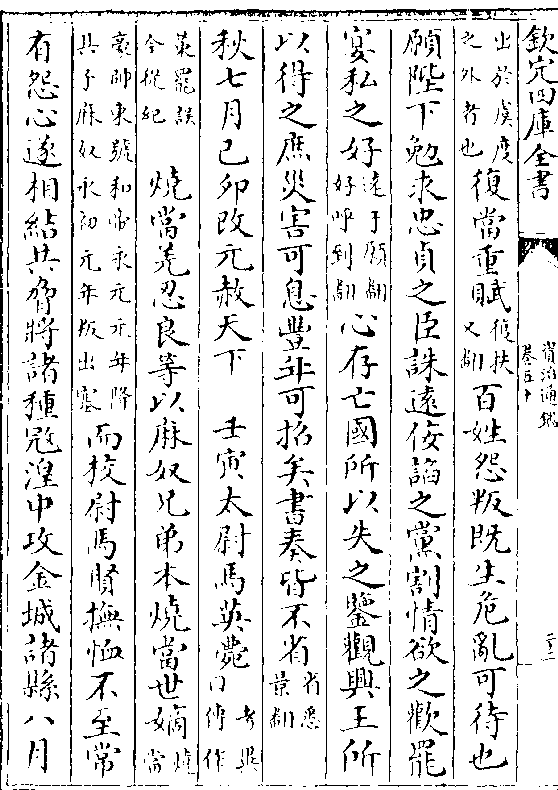 欽定四庫全書
資治通鑑
卷五十
出於虞度
之外者也復當重賦復扶又翻百姓怨叛既生危亂可待也
願陛下勉求忠貞之臣誅遠佞諂之黨割情欲之歡罷
宴私之好遠于願翻好呼到翻心存亡國所以失之鑒觀興王所
以得之庶災害可息豐年可招矣書奏皆不省省悉景翻
秋七月己卯改元赦天下 壬寅太尉馬英薨
英罷誤今從紀 燒當羌忍良等以麻奴兄弟本燒當世嫡燒當
豪帥東號和帝永元元年降其子麻奴永初元年叛出塞而校尉馬賢撫恤不至常
有怨心遂相結共脅將諸種冦湟中攻金城諸縣八月